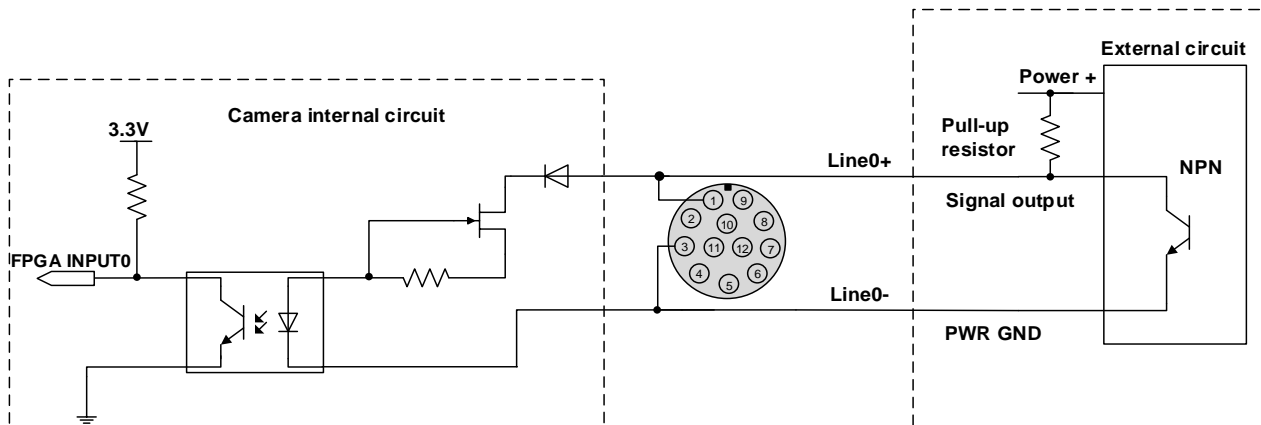 External circuit
Power +
Camera internal circuit
3.3V
Pull-up
resistor
NPN
Line0+
Signal output
1
9
2
10
8
FPGA INPUT0
3
11
12
7
4
5
6
Line0-
PWR GND